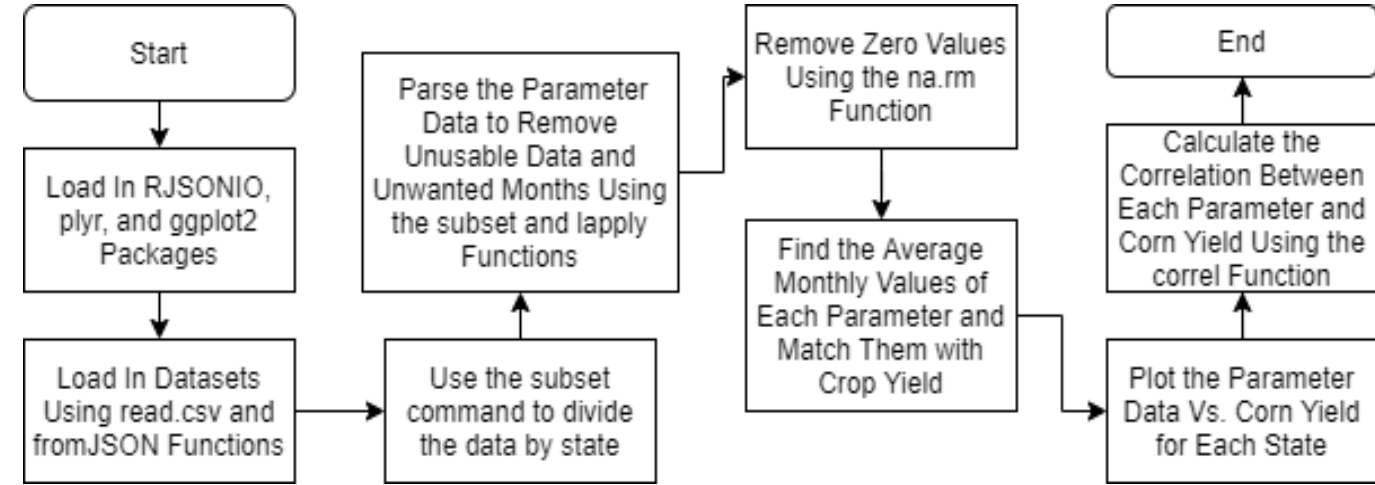 Start
Load In RJSONIO,
plyr, and ggplot2
Packages
Load In Datasets
Using read.csv and
fromJSON Functions
Use the subset
command to divide
the data by state
Parse the Parameter
Data to Remove
Unusable Data and
Unwanted Months Using
the subset and lapply
Functions
Remove Zero Values
Using the na.rm
Function
Find the Average
Monthly Values of
Each Parameter and
Match Them with
Crop Yield
Plot the Parameter
Data Vs. Corn Yield
for Each State
Calculate the
Correlation Between
Each Parameter and
Corn Yield Using the
correl Function
End